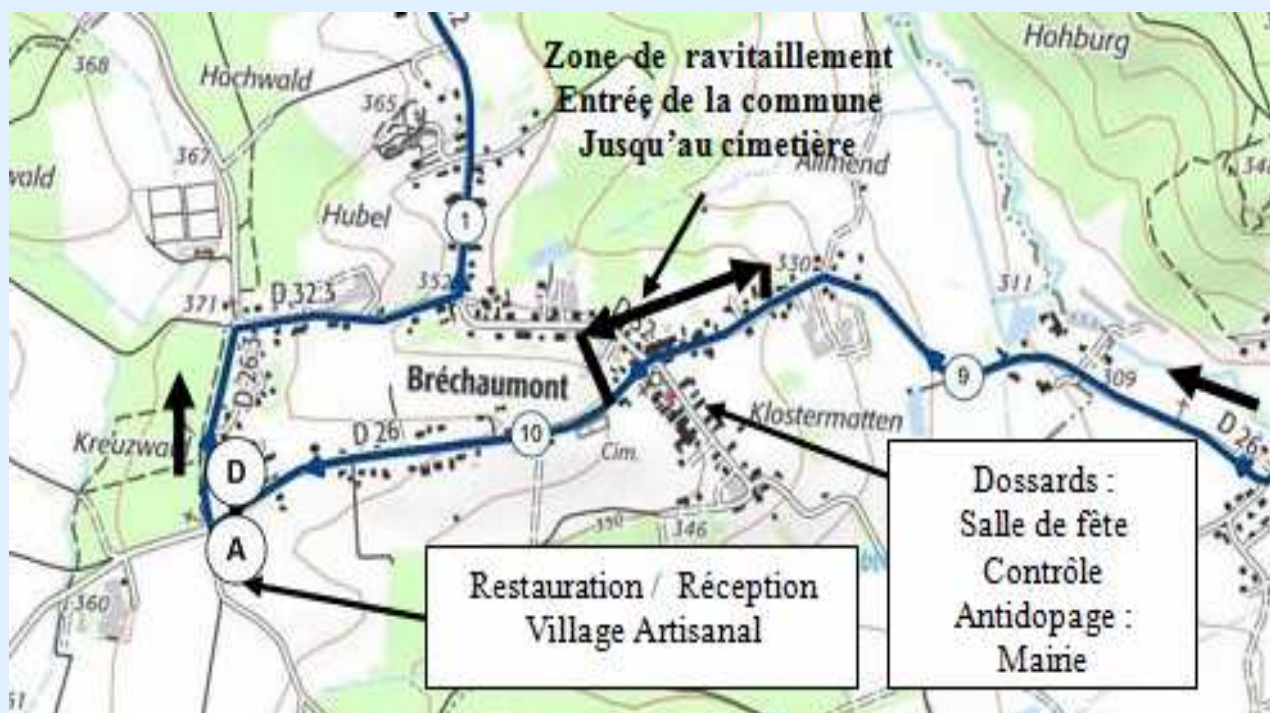 Zone de ravitaillement
Entrée de la commune
Jusqu'au cimetière
Hohburg
368
Hochwald
365
367
wald
Allmend
Hubel
1
330
311
371
D 32.3
352
309
Bréchaumont
9
D 26.3
Klostermatten
D 26
10
Kreuzwald
Cim.
D 26
D
350
346
A
360
Restauration / Réception
Village Artisanal
Dossards :
Salle de fête
Contrôle
Antidopage :
Mairie